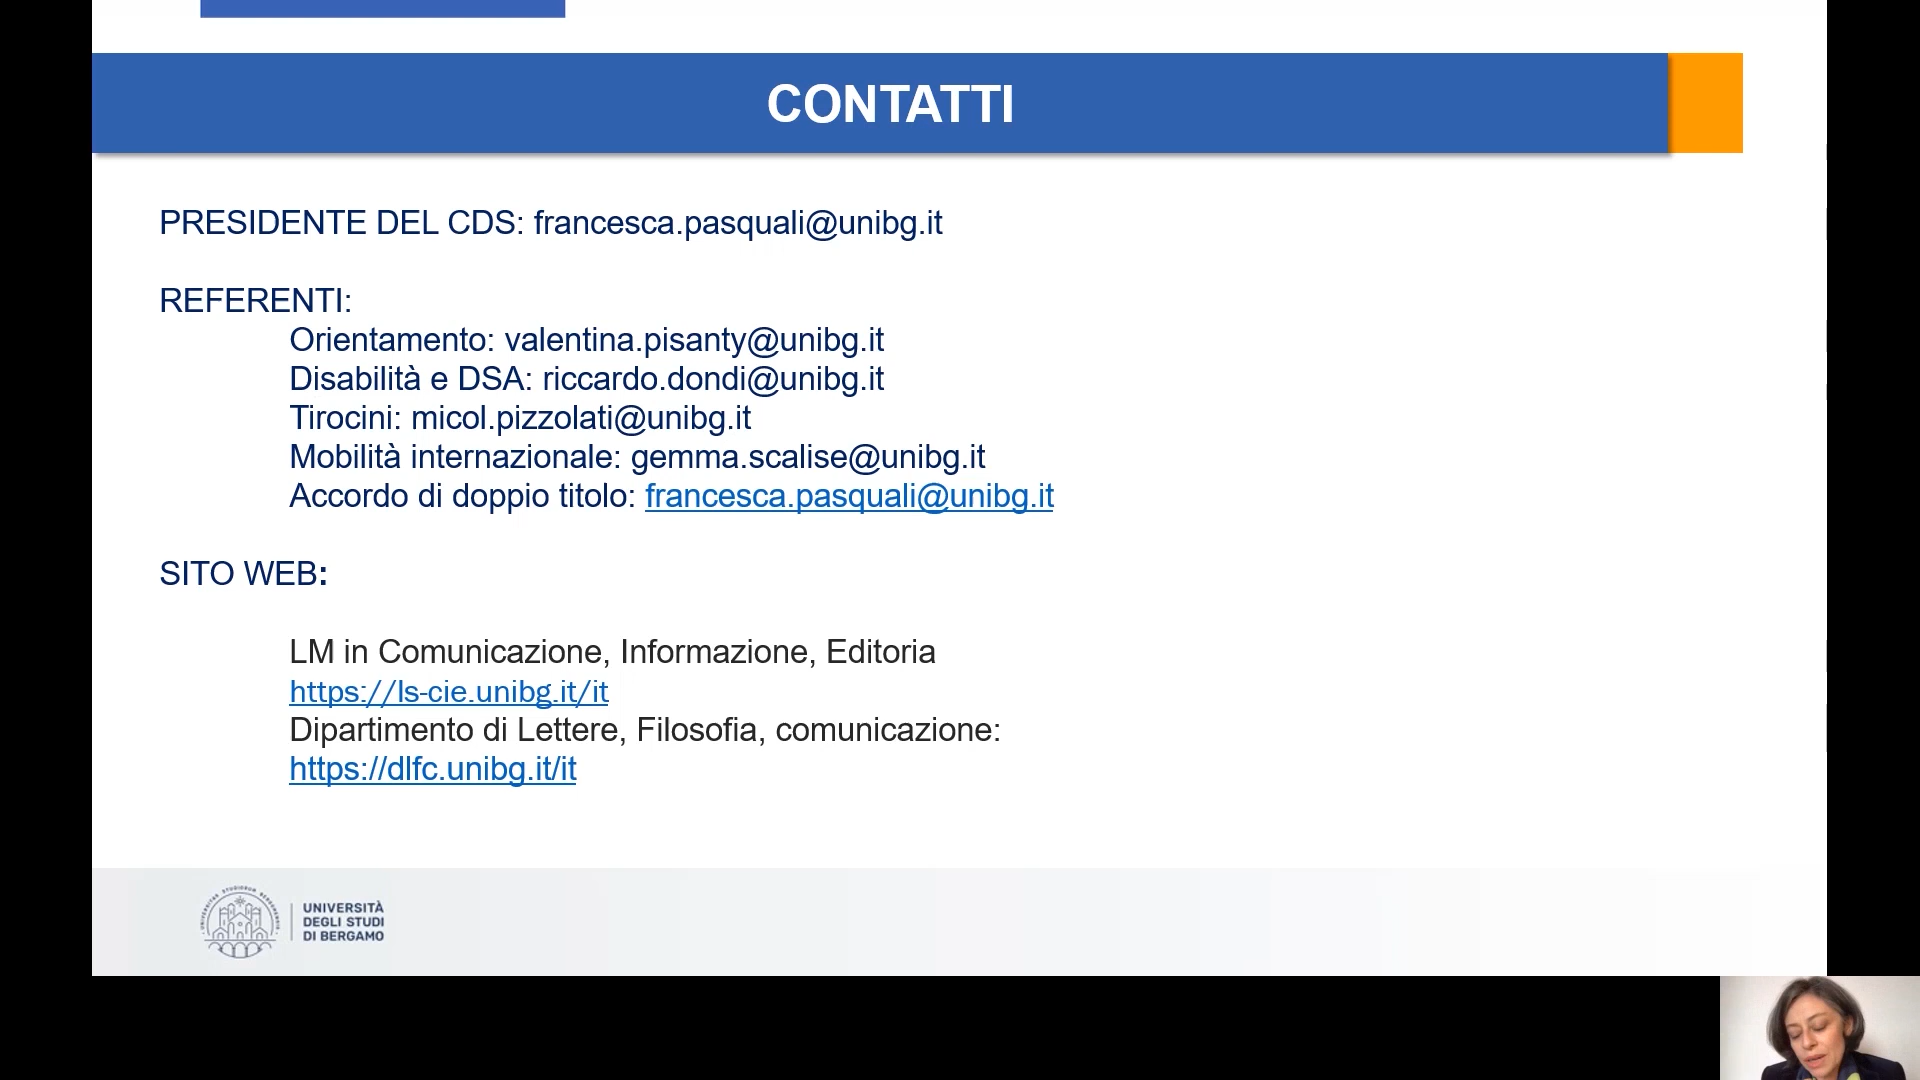 CONTATTI
PRESIDENTE DEL CDS: francesca.pasquali@unibg.it
REFERENTI:
Orientamento: valentina.pisanty@unibg.it
Disabilità e DSA: riccardo.dondi@unibg.it
Tirocini: micol.pizzolati@unibg.it
Mobilità internazionale: gemma.scalise@unibg.it
Accordo di doppio titolo: francesca.pasquali@unibg.it
SITO WEB:
LM in Comunicazione, Informazione, Editoria
https://ls-cie.unibg.it/it
Dipartimento di Lettere, Filosofia, comunicazione:
https://dlfc.unibg.it/it
UNIVERSITÀ
DEGLI STUDI
DI BERGAMO